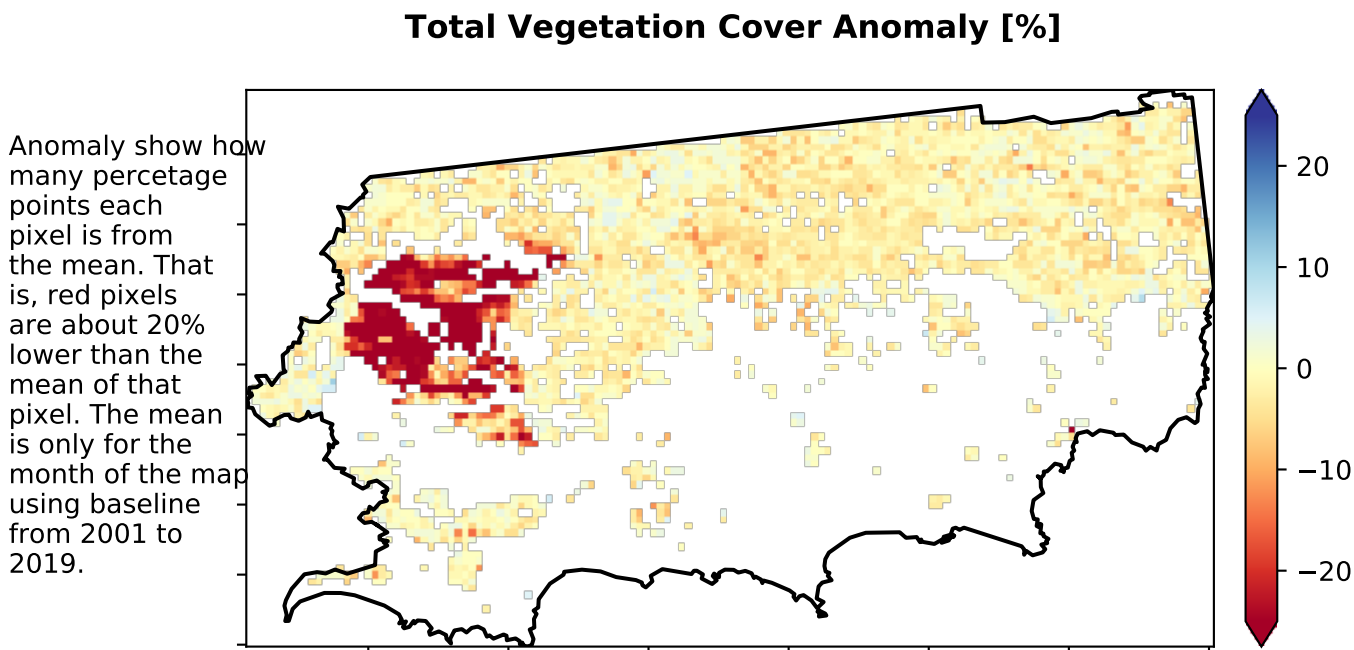 Total Vegetation Cover Anomaly [%]
Anomaly show how
many percetage
points each
pixel is from
the mean. That
is, red pixels
are about 20%
lower than the
mean of that
pixel. The mean
is only for the
month of the map
using baseline
from 2001 to
2019.
20
10
0
−10
−20